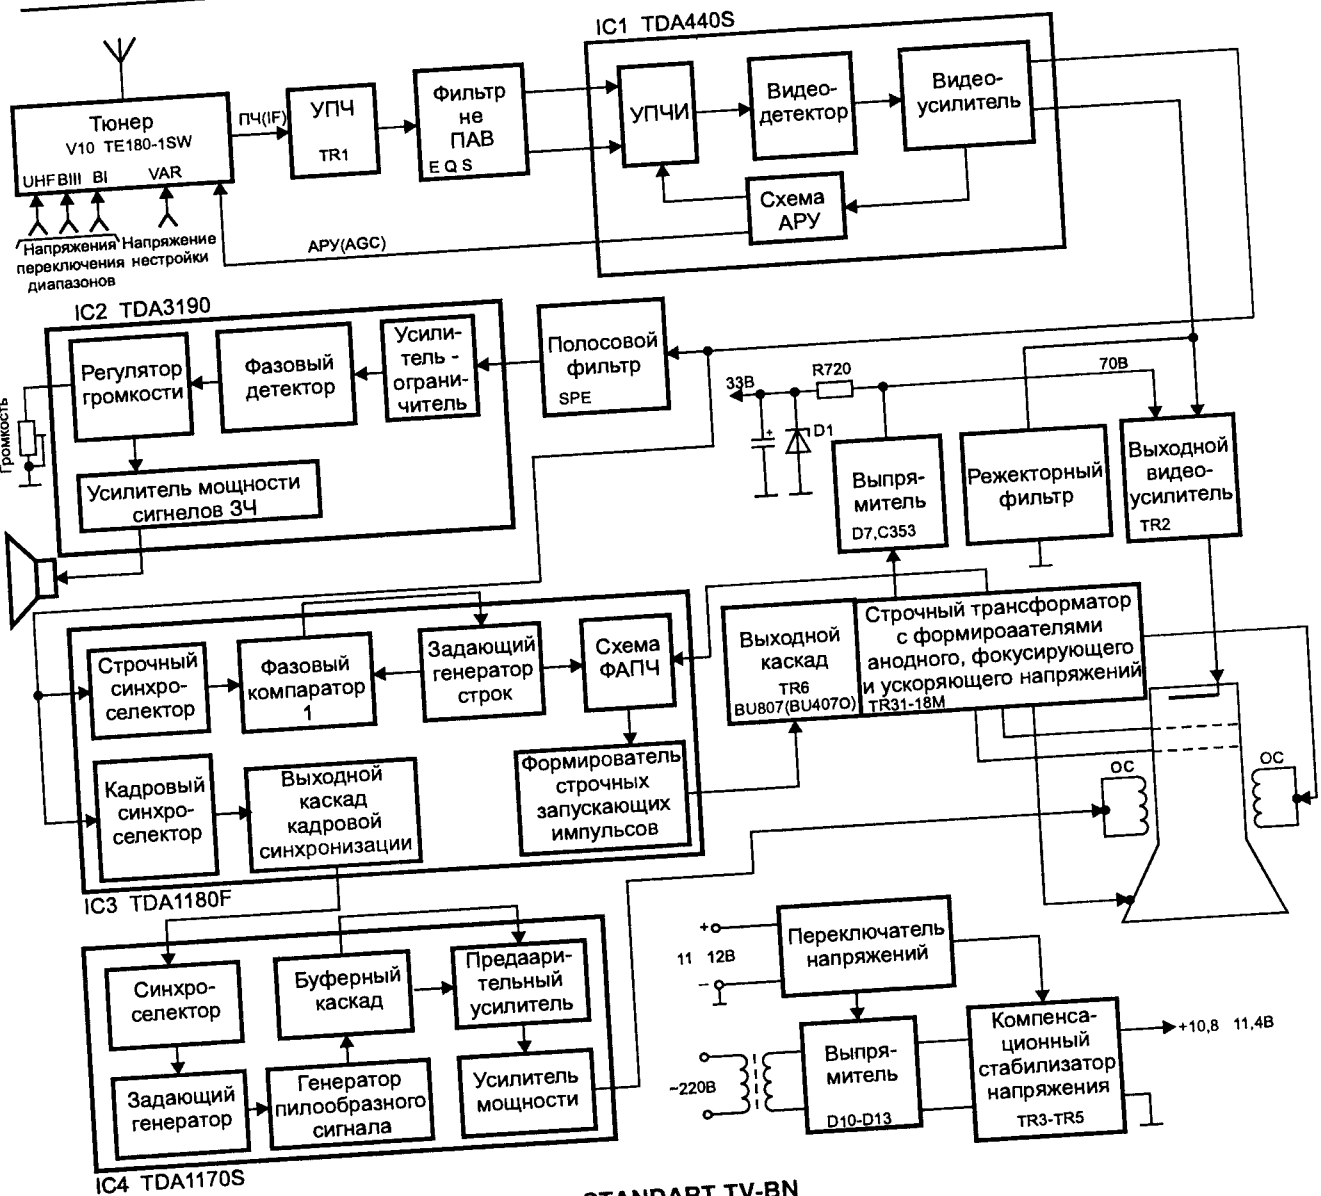 IC1 TDA440S
Тюнер
V10 TE180-1SW
UHF BIII BI VAR
ПЧ(IF)
УПЧ
TR1
Фильтр
не
ПАВ
E Q S
УПЧИ
Видео-
детектор
Видео-
усилитель
Схема
АРУ
АРУ(AGC)
Напряжения
переключения
диапазонов
Напряжение
нестройки
IC2 TDA3190
Регулятор
громкости
Фазовый
детектор
Усили-
тель -
ограни-
читель
Полосовой
фильтр
SPE
Громкость
Усилитель мощности
сигнелов ЗЧ
33В
R720
+
D1
70В
Выпря-
митель
D7,C353
Режекторный
фильтр
Выходной
видео-
усилитель
TR2
Строчный
синхро-
селектор
Фазовый
компаратор
1
Задающий
генератор
строк
Схема
ФАПЧ
Выходной
каскад
TR6
BU807(BU407O)
Строчный трансформатор
с формироаателями
анодного, фокусирующего
и ускоряющего напряжений
TR31-18M
Кадровый
синхро-
селектор
Выходной
каскад
кадровой
синхронизации
Формирователь
строчных
запускающих
импульсов
ОС
ОС
IC3 TDA1180F
Синхро-
селектор
Буферный
каскад
Предаари-
тельный
усилитель
Задающий
генератор
Генератор
пилообразного
сигнала
Усилитель
мощности
IC4 TDA1170S
+
11 12В
-
Переключатель
напряжений
~220В
Выпря-
митель
D10-D13
Компенса-
ционный
стабилизатор
напряжения
TR3-TR5
+10,8 11,4В
STANDART TV-BN